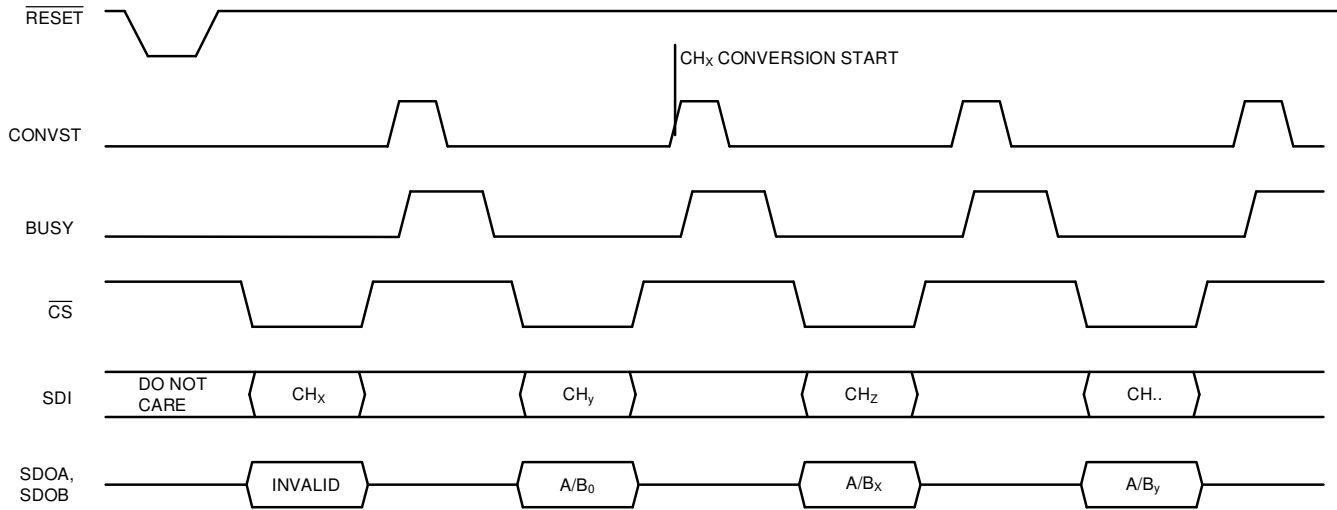 RESET
CHX CONVERSION START
CONVST
BUSY
CS
SDI
DO NOT
CARE
CHX
CHy
CHZ
CH..
SDOA,
SDOB
INVALID
A/B0
A/BX
A/By